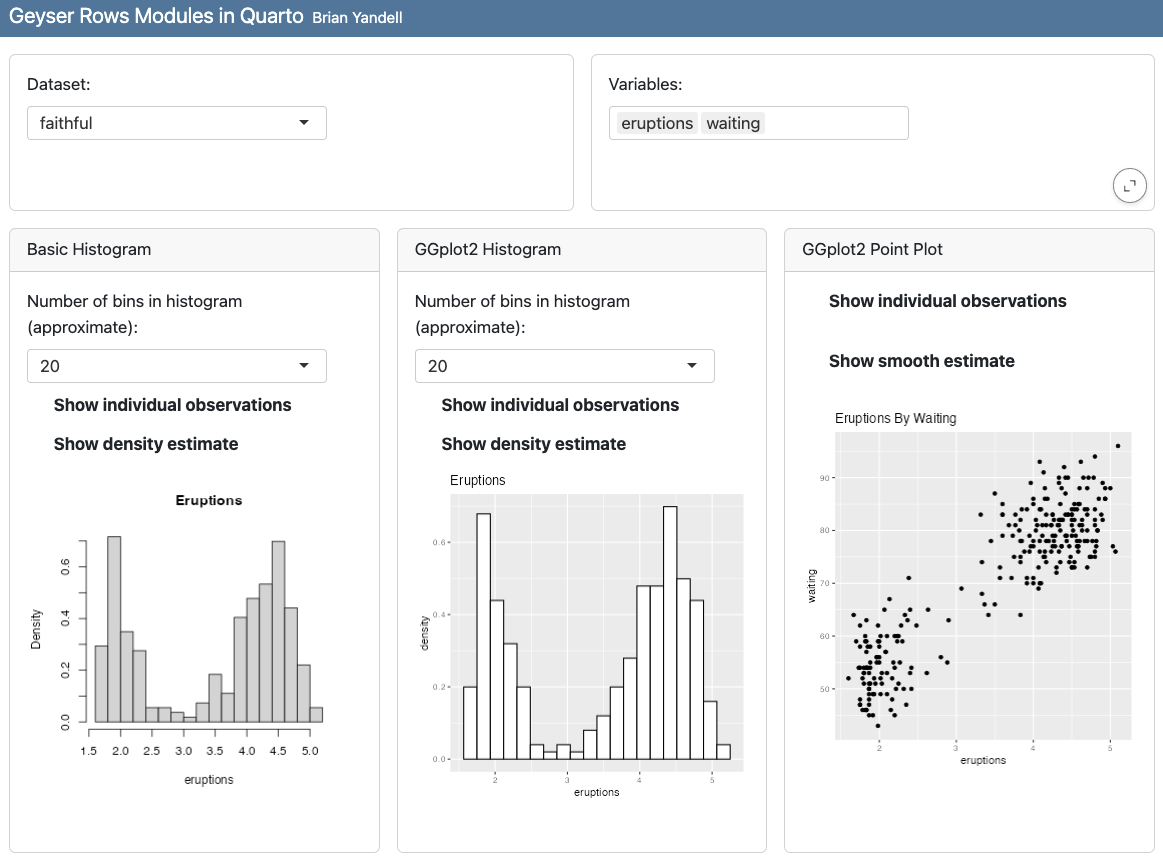 Geyser Rows Modules in Quarto Brian Yandell
Dataset:
faithful
Variables:
eruptions waiting
Basic Histogram
Number of bins in histogram
(approximate):
20
Show individual observations
Show density estimate
Eruptions
Density
0.0 0.2 0.4 0.6
1.5 2.0 2.5 3.0 3.5 4.0 4.5 5.0
eruptions
GGplot2 Histogram
Number of bins in histogram
(approximate):
20
Show individual observations
Show density estimate
Eruptions
density
0.6
0.4
0.2
0.0
2 3 4 5
eruptions
GGplot2 Point Plot
Show individual observations
Show smooth estimate
Eruptions By Waiting
waiting
90
80
70
60
50
2 3 4 5
eruptions